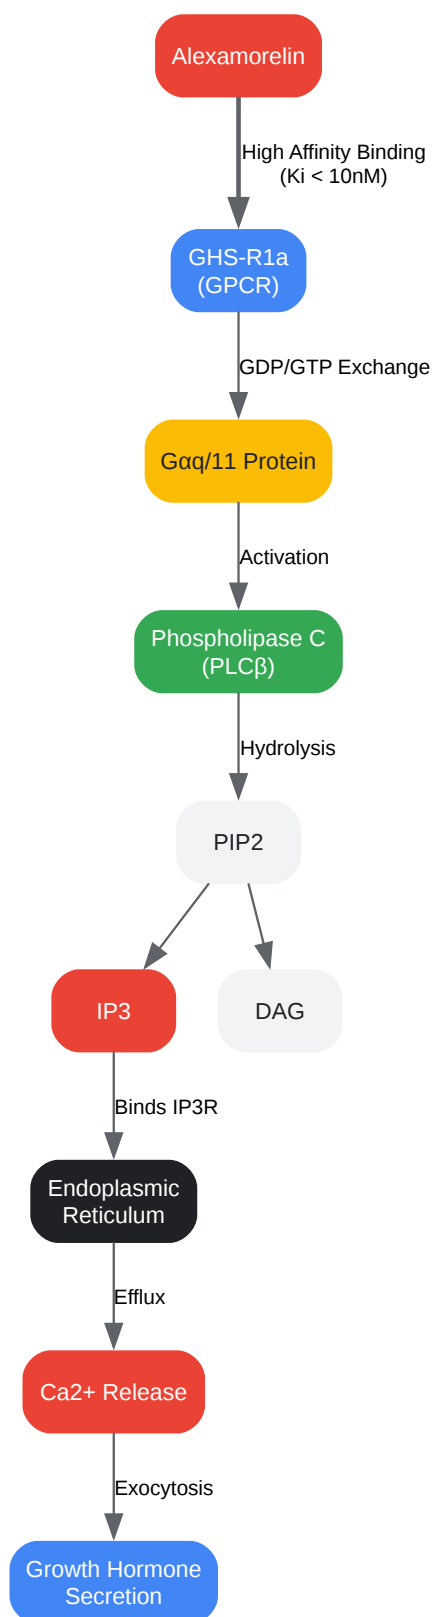 Alexamorelin
High Affinity Binding
(Ki < 10nM)
GHS-R1a
(GPCR)
GDP/GTP Exchange
Gαq/11 Protein
Activation
Phospholipase C
(PLCβ)
Hydrolysis
PIP2
IP3
DAG
Binds IP3R
Endoplasmic
Reticulum
Efflux
Ca2+ Release
Exocytosis
Growth Hormone
Secretion